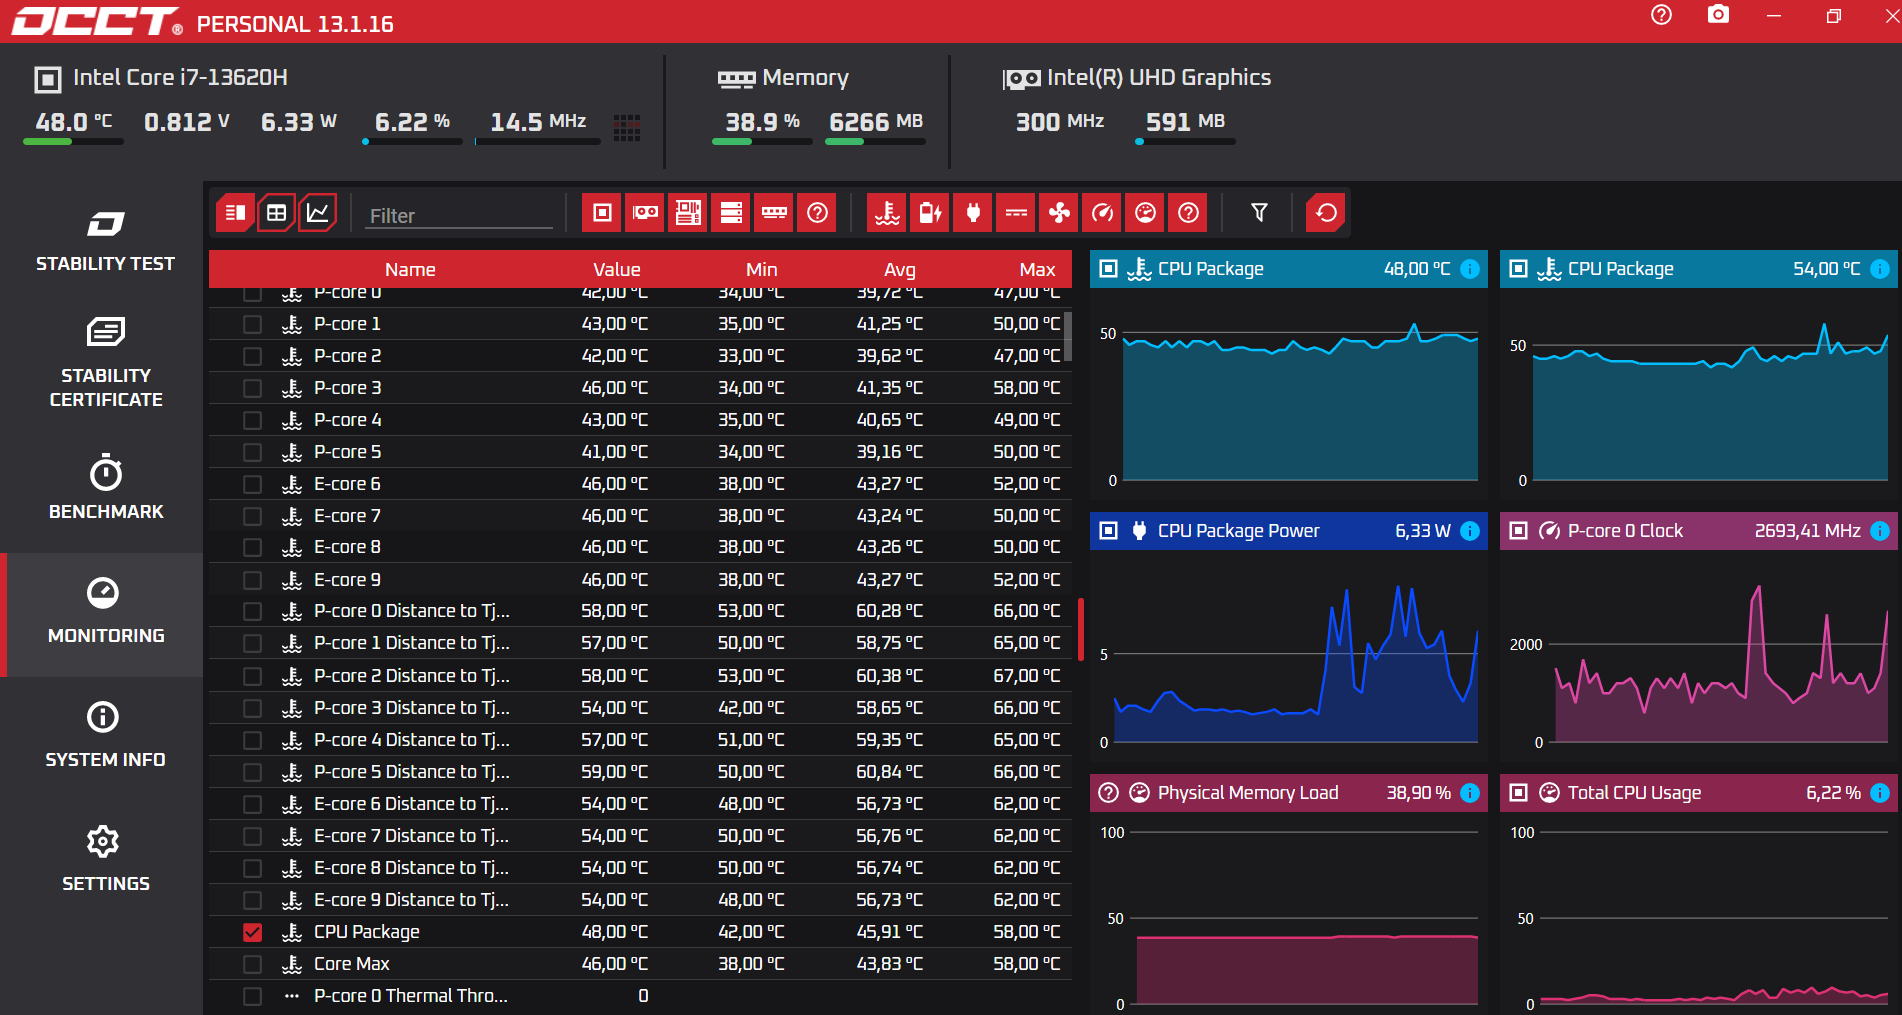 OCCT® PERSONAL 13.1.16
Intel Core i7-13620H
48.0 °C 0.812 V 6.33 W 6.22 % 14.5 MHz
Memory
38.9 % 6266 MB
Intel(R) UHD Graphics
300 MHz 591 MB
STABILITY TEST
STABILITY
CERTIFICATE
BENCHMARK
MONITORING
SYSTEM INFO
SETTINGS
Filter
Name Value Min Avg Max
P-core 0 42,00 °C 34,00 °C 39,72 °C 47,00 °C
P-core 1 43,00 °C 35,00 °C 41,25 °C 50,00 °C
P-core 2 42,00 °C 33,00 °C 39,62 °C 47,00 °C
P-core 3 46,00 °C 34,00 °C 41,35 °C 58,00 °C
P-core 4 43,00 °C 35,00 °C 40,65 °C 49,00 °C
P-core 5 41,00 °C 34,00 °C 39,16 °C 50,00 °C
E-core 6 46,00 °C 38,00 °C 43,27 °C 52,00 °C
E-core 7 46,00 °C 38,00 °C 43,24 °C 50,00 °C
E-core 8 46,00 °C 38,00 °C 43,26 °C 50,00 °C
E-core 9 46,00 °C 38,00 °C 43,27 °C 52,00 °C
P-core 0 Distance to Tj... 58,00 °C 53,00 °C 60,28 °C 66,00 °C
P-core 1 Distance to Tj... 57,00 °C 50,00 °C 58,75 °C 65,00 °C
P-core 2 Distance to Tj... 58,00 °C 53,00 °C 60,38 °C 67,00 °C
P-core 3 Distance to Tj... 54,00 °C 42,00 °C 58,65 °C 66,00 °C
P-core 4 Distance to Tj... 57,00 °C 51,00 °C 59,35 °C 65,00 °C
P-core 5 Distance to Tj... 59,00 °C 50,00 °C 60,84 °C 66,00 °C
E-core 6 Distance to Tj... 54,00 °C 48,00 °C 56,73 °C 62,00 °C
E-core 7 Distance to Tj... 54,00 °C 50,00 °C 56,76 °C 62,00 °C
E-core 8 Distance to Tj... 54,00 °C 50,00 °C 56,74 °C 62,00 °C
E-core 9 Distance to Tj... 54,00 °C 48,00 °C 56,73 °C 62,00 °C
CPU Package 48,00 °C 42,00 °C 45,91 °C 58,00 °C
Core Max 46,00 °C 38,00 °C 43,83 °C 58,00 °C
P-core 0 Thermal Thro... 0
CPU Package 48,00 °C
50
0
CPU Package 54,00 °C
50
0
CPU Package Power 6,33 W
5
0
P-core 0 Clock 2693,41 MHz
2000
0
Physical Memory Load 38,90 %
100
50
0
Total CPU Usage 6,22 %
100
50
0